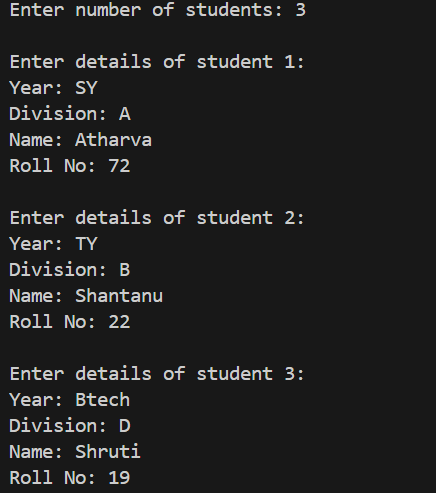 Enter number of students: 3
Enter details of student 1:
Year: SY
Division: A
Name: Atharva
Roll No: 72
Enter details of student 2:
Year: TY
Division: B
Name: Shantanu
Roll No: 22
Enter details of student 3:
Year: Btech
Division: D
Name: Shruti
Roll No: 19